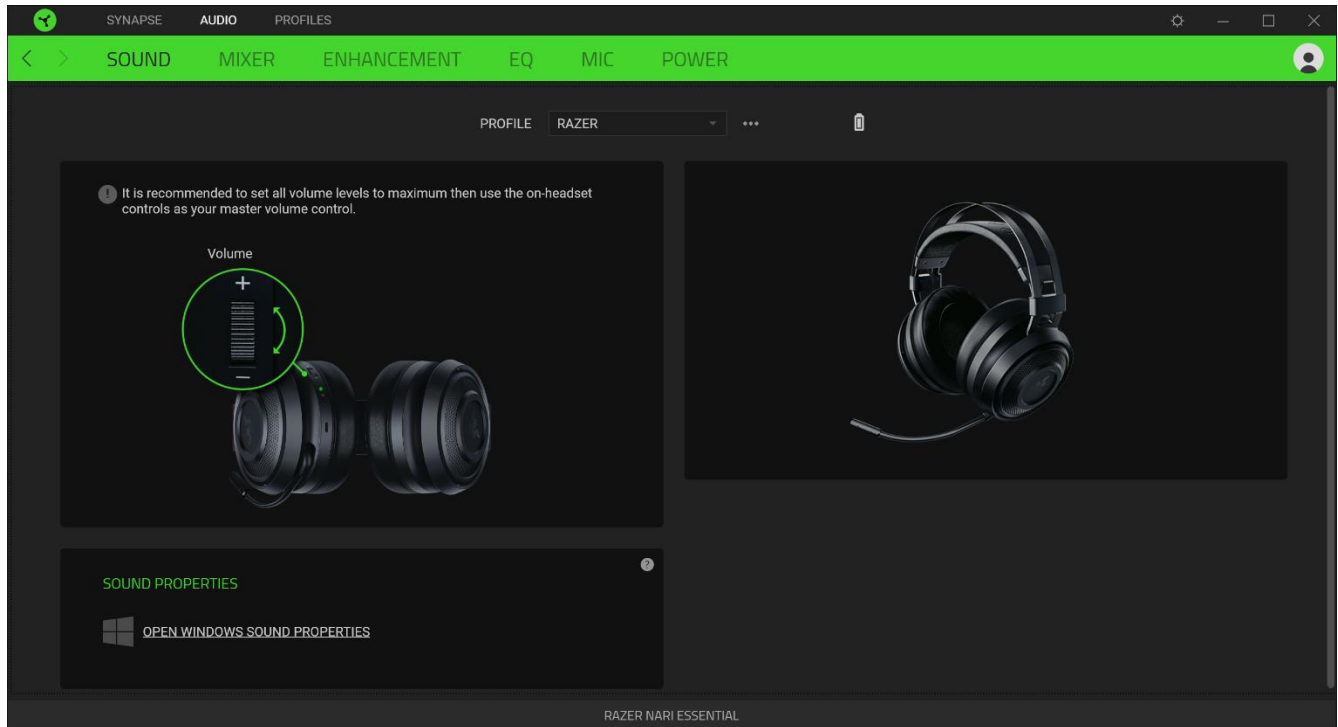 SYNAPSE AUDIO PROFILES
SOUND MIXER ENHANCEMENT EQ MIC POWER
PROFILE RAZER
It is recommended to set all volume levels to maximum then use the on-headset
controls as your master volume control.
Volume
SOUND PROPERTIES
OPEN WINDOWS SOUND PROPERTIES
RAZER NARI ESSENTIAL